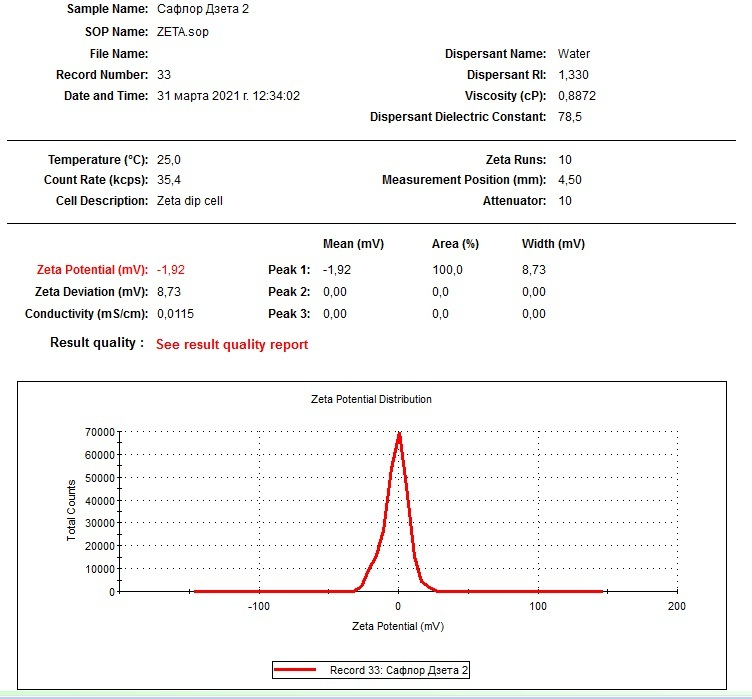 Sample Name: Сафлор Дзета 2
SOP Name: ZETA.sop
File Name: Dispersant Name: Water
Record Number: 33 Dispersant RI: 1,330
Date and Time: 31 марта 2021 г. 12:34:02 Viscosity (cP): 0,8872
Dispersant Dielectric Constant: 78,5
Temperature (°C): 25,0 Zeta Runs: 10
Count Rate (kcps): 35,4 Measurement Position (mm): 4,50
Cell Description: Zeta dip cell Attenuator: 10
Mean (mV) Area (%) Width (mV)
Zeta Potential (mV): -1,92 Peak 1: -1,92 100,0 8,73
Zeta Deviation (mV): 8,73 Peak 2: 0,00 0,0 0,00
Conductivity (mS/cm): 0,0115 Peak 3: 0,00 0,0 0,00
Result quality : See result quality report
Zeta Potential Distribution
Total Counts
70000
60000
50000
40000
30000
20000
10000
0
-100 0 100 200
Zeta Potential (mV)
Record 33: Сафлор Дзета 2